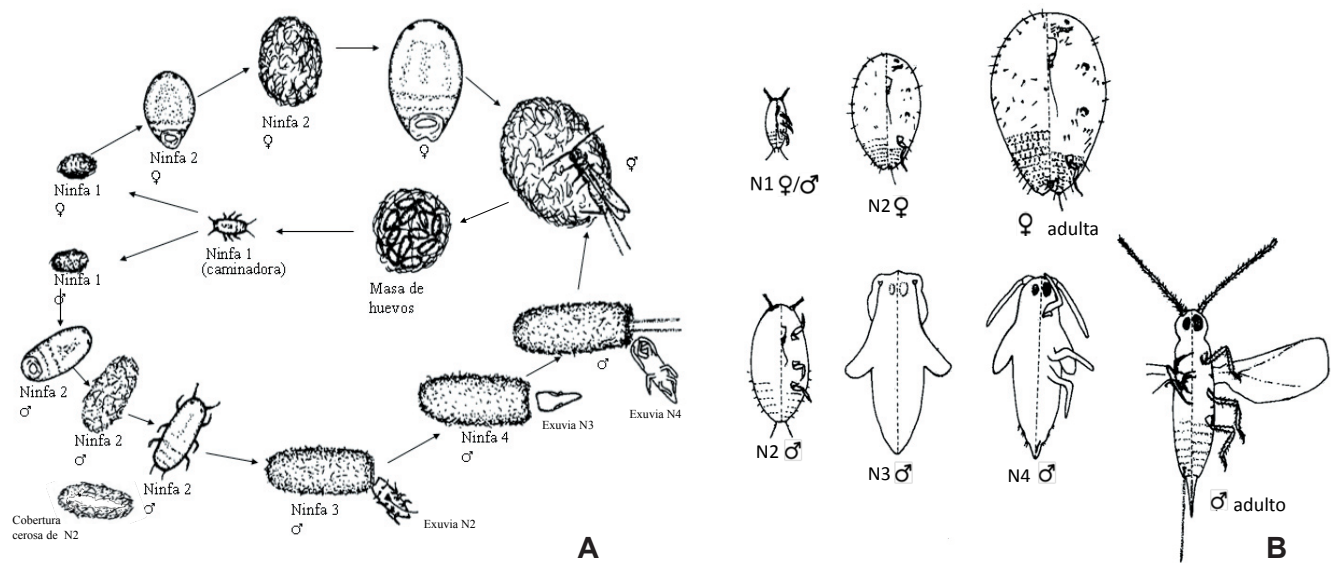 Ninfa 2
♀
Ninfa 2
♀
♀
Ninfa 1
♀
♂
Ninfa 1
(caminadora)
Masa de
huevos
Ninfa 1
♂
Ninfa 2
♂
Ninfa 2
♂
Ninfa 2
♂
Cobertura
cerosa de N2
Ninfa 3
♂
Exuvia N2
Ninfa 4
♂
Exuvia N3
♂
Exuvia N4
A
N1 ♀/♂
N2 ♀
♀ adulta
N2 ♂
N3 ♂
N4 ♂
♂ adulto
B